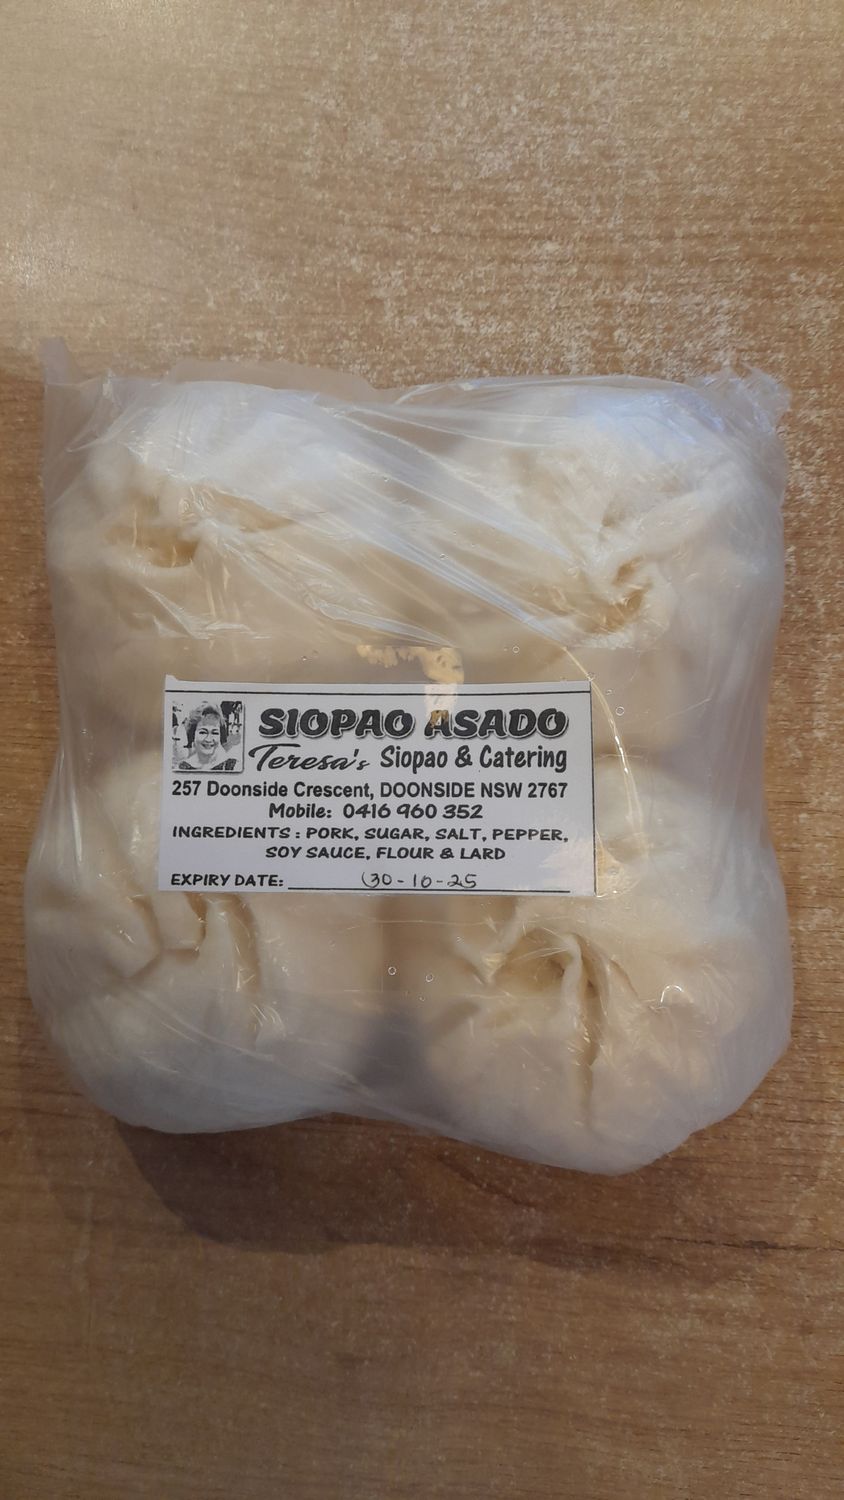 SIOPAO ASADO
Teresa's Siopao & Catering
257 Doonside Crescent, DOONSIDE NSW 2767
Mobile: 0416 960 352
INGREDIENTS : PORK, SUGAR, SALT, PEPPER,
SOY SAUCE, FLOUR & LARD
EXPIRY DATE: 30-10-25